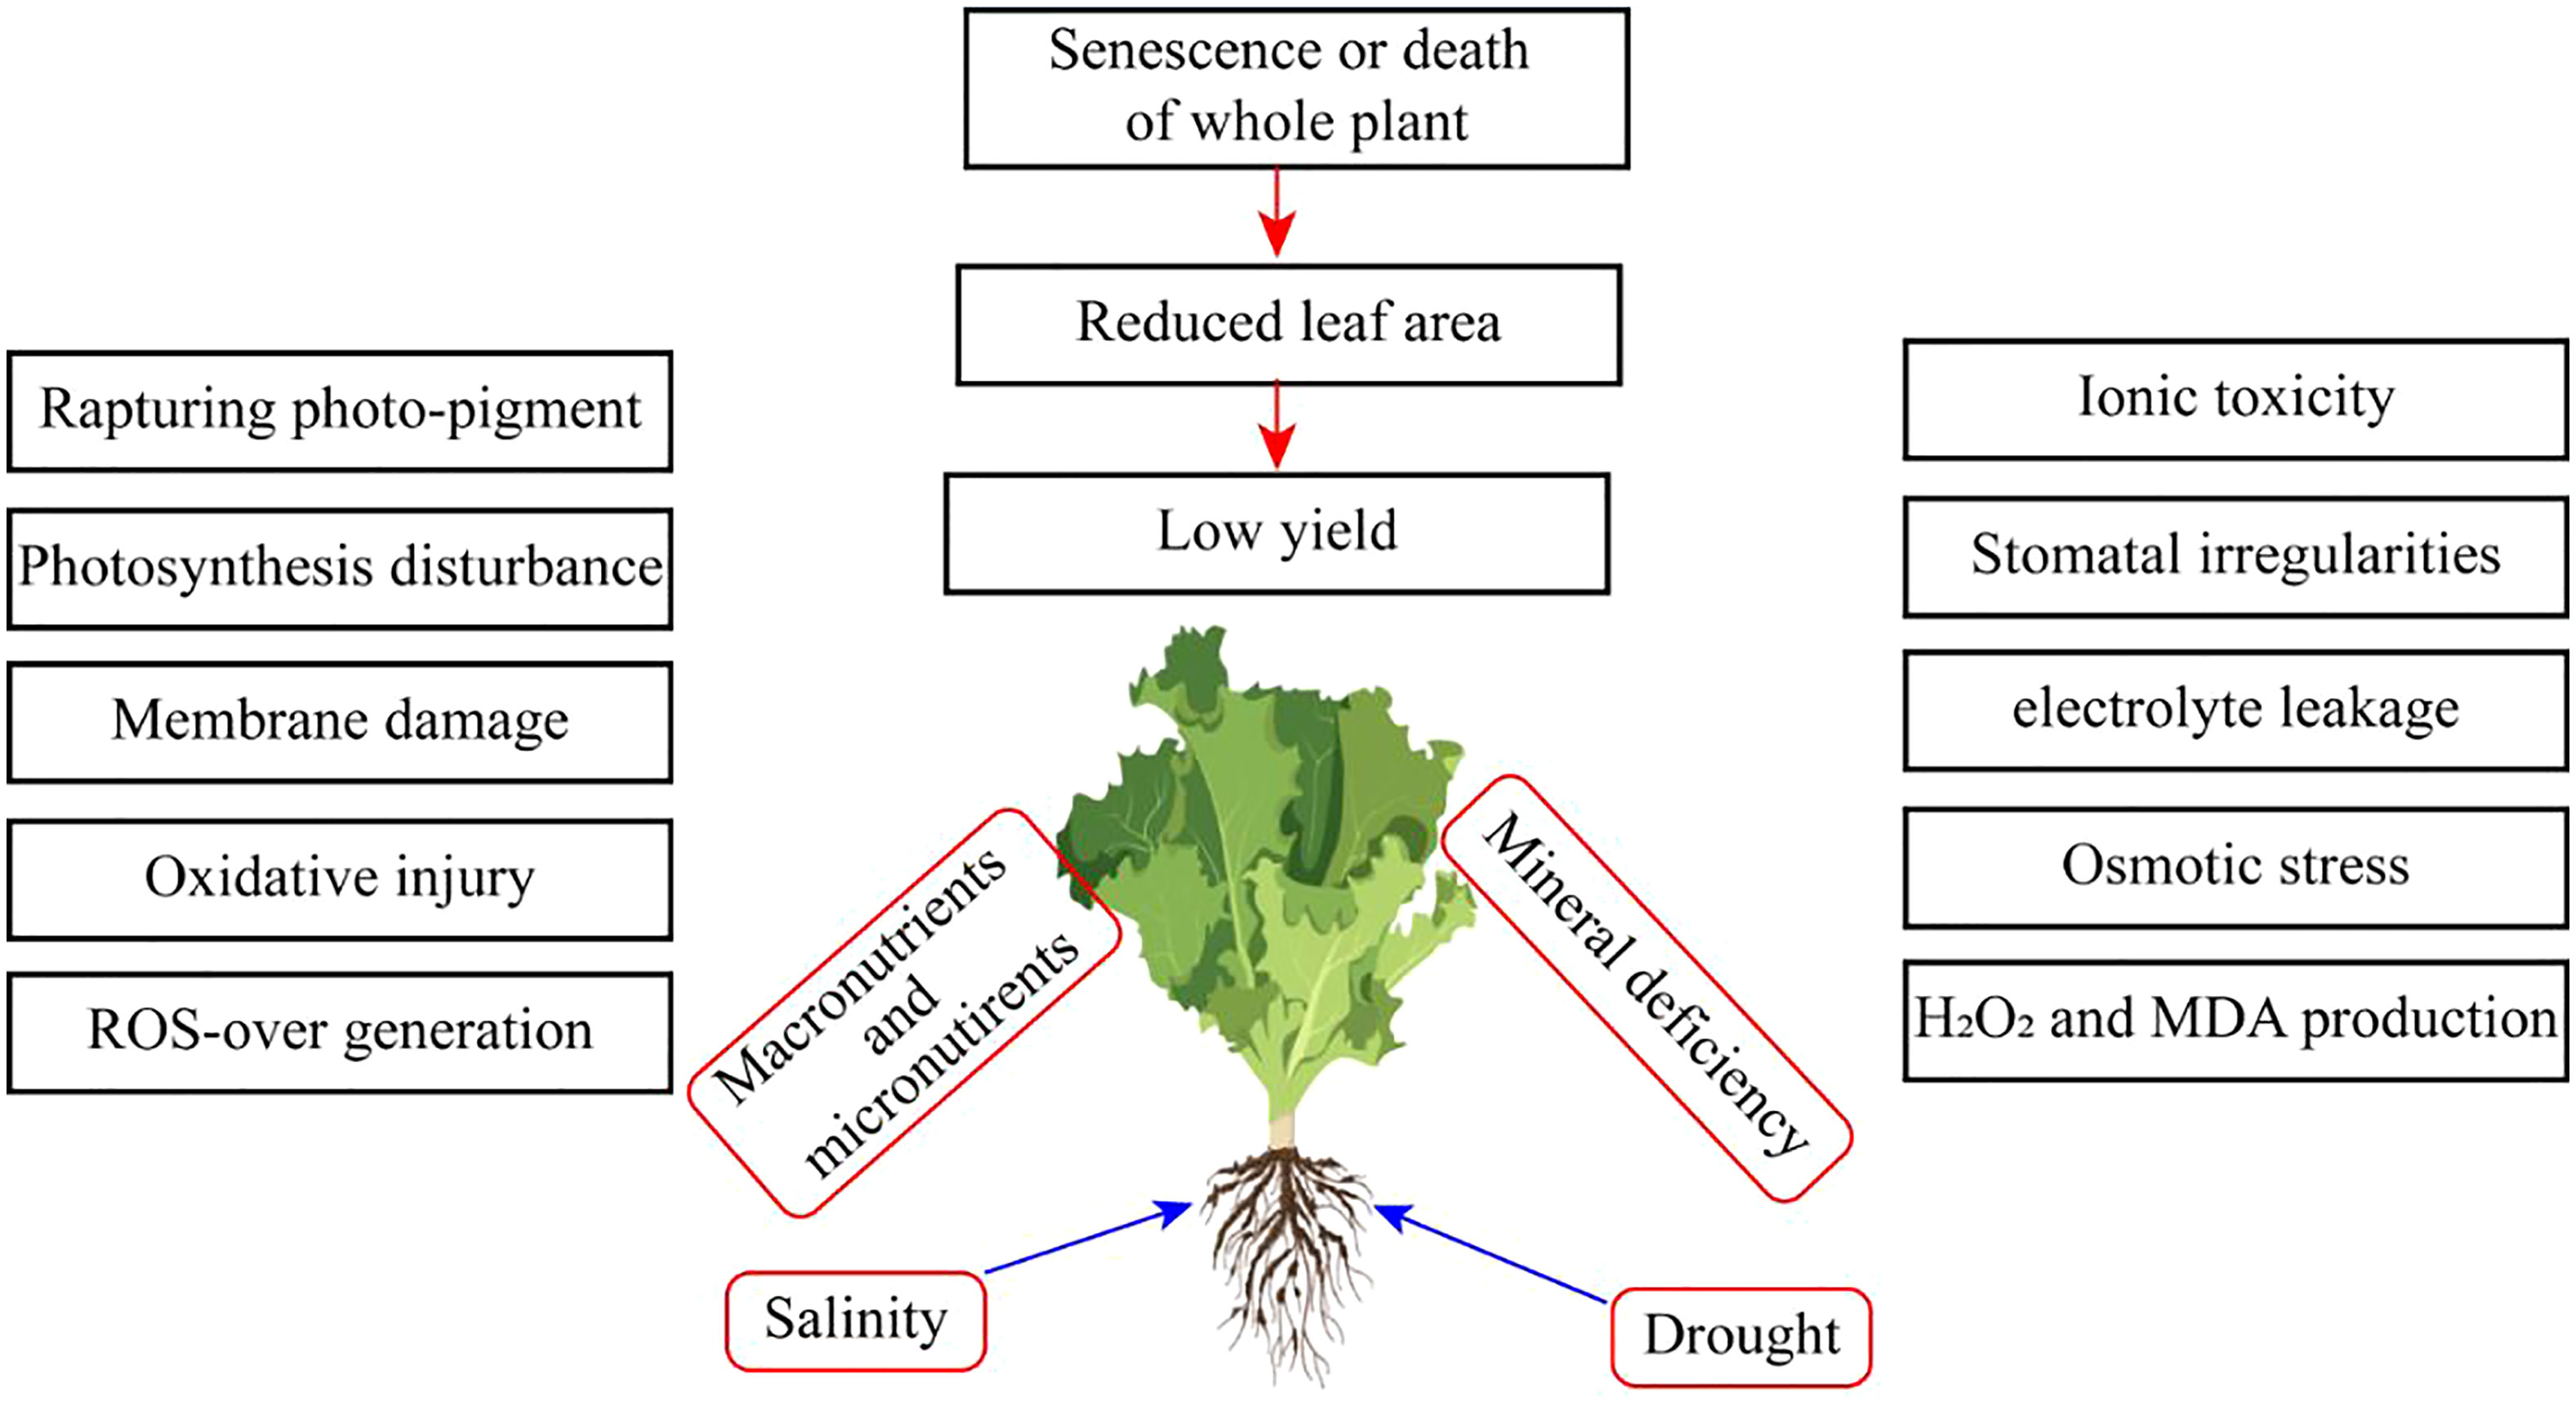 Senescence or death
of whole plant
Reduced leaf area
Low yield
Rapturing photo-pigment
Photosynthesis disturbance
Membrane damage
Oxidative injury
ROS-over generation
Ionic toxicity
Stomatal irregularities
electrolyte leakage
Osmotic stress
H₂O₂ and MDA production
Macronutrients
and
micronutirents
Mineral deficiency
Salinity
Drought